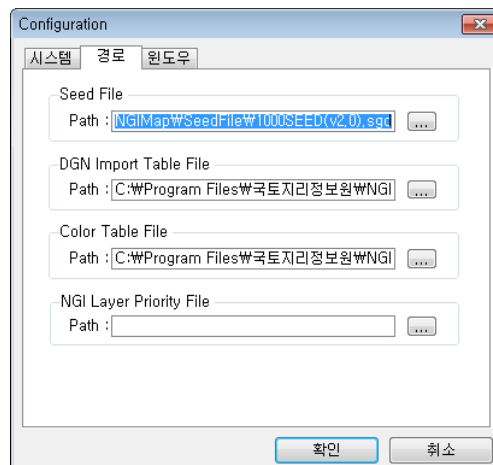 Configuration
시스템 경로 윈도우
Seed File
Path : NGIMap₩SeedFile₩1000SEED(v2,0),sgd ...
DGN Import Table File
Path : C:₩Program Files₩국토지리정보원₩NGI ...
Color Table File
Path : C:₩Program Files₩국토지리정보원₩NGI ...
NGI Layer Priority File
Path : ...
확인 취소